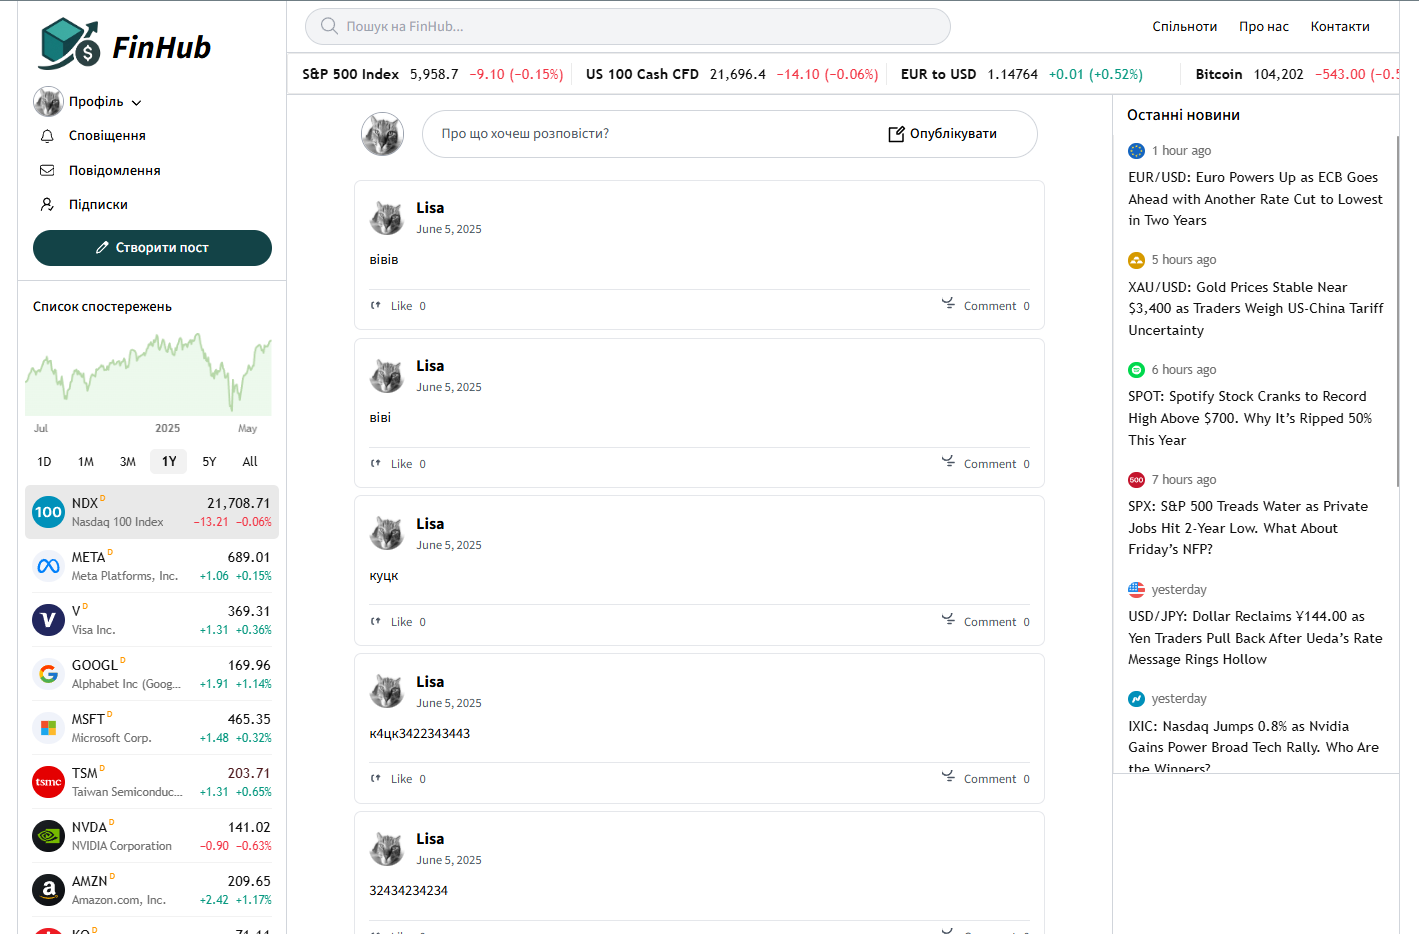 FinHub
Пошук на FinHub...
Спільноти Про нас Контакти
S&P 500 Index 5,958.7 −9.10 (−0.15%) US 100 Cash CFD 21,696.4 −14.10 (−0.06%) EUR to USD 1.14764 +0.01 (+0.52%) Bitcoin 104,202 −543.00 (−0.5
Профіль
Сповіщення
Повідомлення
Підписки
Створити пост
Список спостережень
Jul 2025 May
1D 1M 3M 1Y 5Y All
100 NDX D 21,708.71
Nasdaq 100 Index −13.21 −0.06%
META D 689.01
Meta Platforms, Inc. +1.06 +0.15%
V V D 369.31
Visa Inc. +1.31 +0.36%
G GOOGL D 169.96
Alphabet Inc (Goog... +1.91 +1.14%
MSFT D 465.35
Microsoft Corp. +1.48 +0.32%
tsmc TSM D 203.71
Taiwan Semiconduc... +1.31 +0.65%
NVDA D 141.02
NVIDIA Corporation −0.90 −0.63%
a AMZN D 209.65
Amazon.com, Inc. +2.42 +1.17%
KO D 71.11
Про що хочеш розповісти? Опублікувати
Lisa
June 5, 2025
вівів
Like 0 Comment 0
Lisa
June 5, 2025
віві
Like 0 Comment 0
Lisa
June 5, 2025
куцк
Like 0 Comment 0
Lisa
June 5, 2025
к4цк3422343443
Like 0 Comment 0
Lisa
June 5, 2025
32434234234
Like 0 Comment 0
Останні новини
1 hour ago
EUR/USD: Euro Powers Up as ECB Goes
Ahead with Another Rate Cut to Lowest
in Two Years
5 hours ago
XAU/USD: Gold Prices Stable Near
$3,400 as Traders Weigh US-China Tariff
Uncertainty
6 hours ago
SPOT: Spotify Stock Cranks to Record
High Above $700. Why It’s Ripped 50%
This Year
500 7 hours ago
SPX: S&P 500 Treads Water as Private
Jobs Hit 2-Year Low. What About
Friday’s NFP?
yesterday
USD/JPY: Dollar Reclaims ¥144.00 as
Yen Traders Pull Back After Ueda’s Rate
Message Rings Hollow
yesterday
IXIC: Nasdaq Jumps 0.8% as Nvidia
Gains Power Broad Tech Rally. Who Are
the Winners?